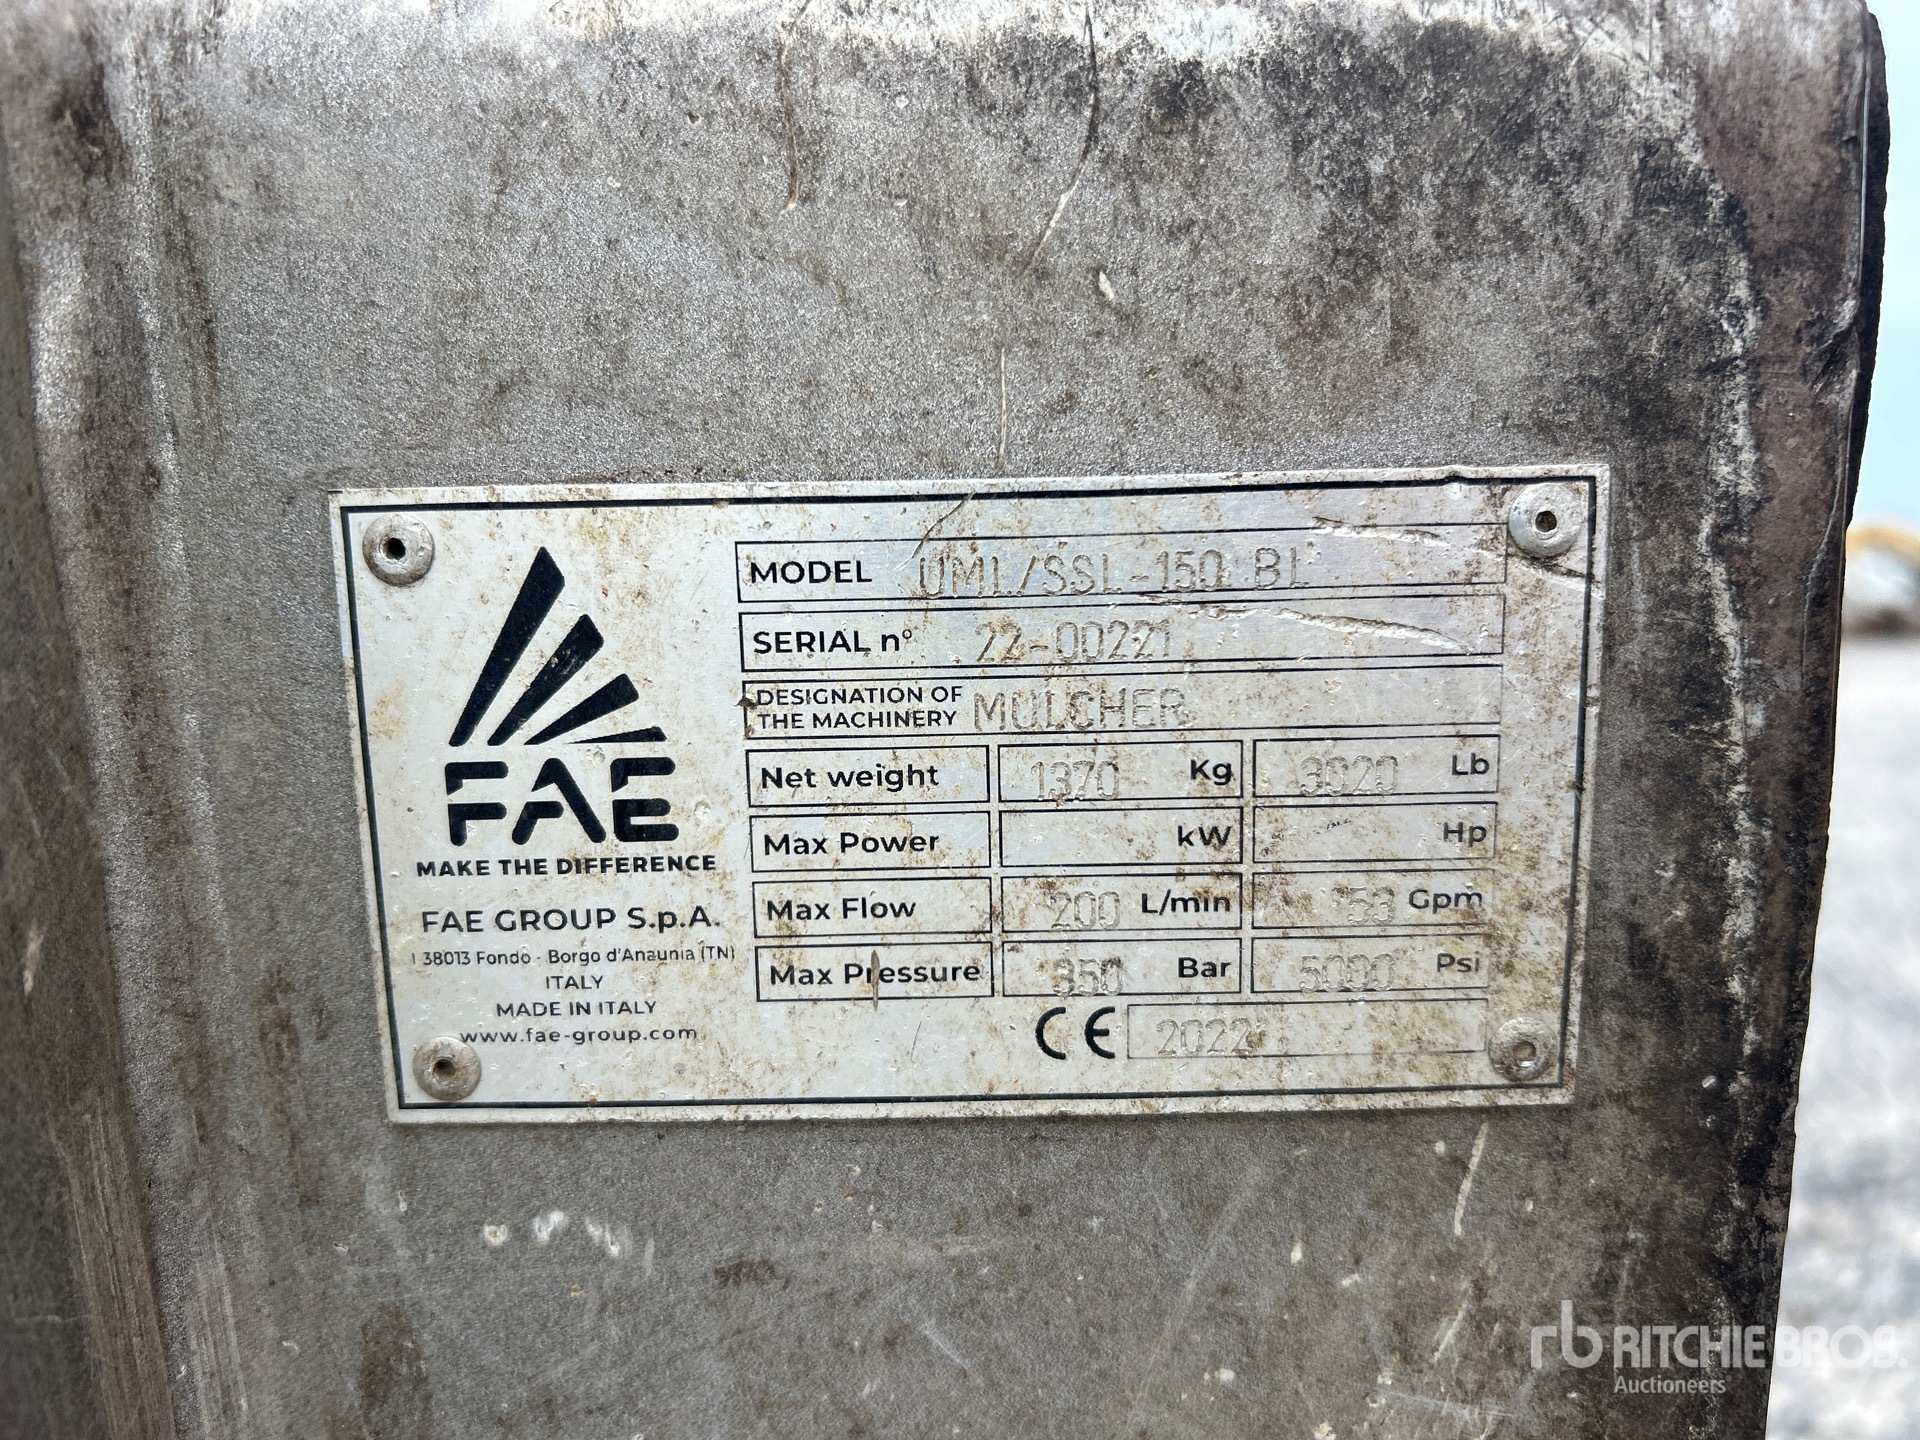 MODEL UML/SSL-150 BL
SERIAL n° 22-00221
DESIGNATION OF
THE MACHINERY MULCHER
Net weight 1370 Kg 3020 Lb
Max Power kW Hp
Max Flow 200 L/min 53 Gpm
Max Pressure 350 Bar 5000 Psi
CE 2022
FAE
MAKE THE DIFFERENCE
FAE GROUP S.p.A.
I 38013 Fondo - Borgo d'Anaunia (TN)
ITALY
MADE IN ITALY
www.fae-group.com
rb RITCHIE BROS.
Auctioneers